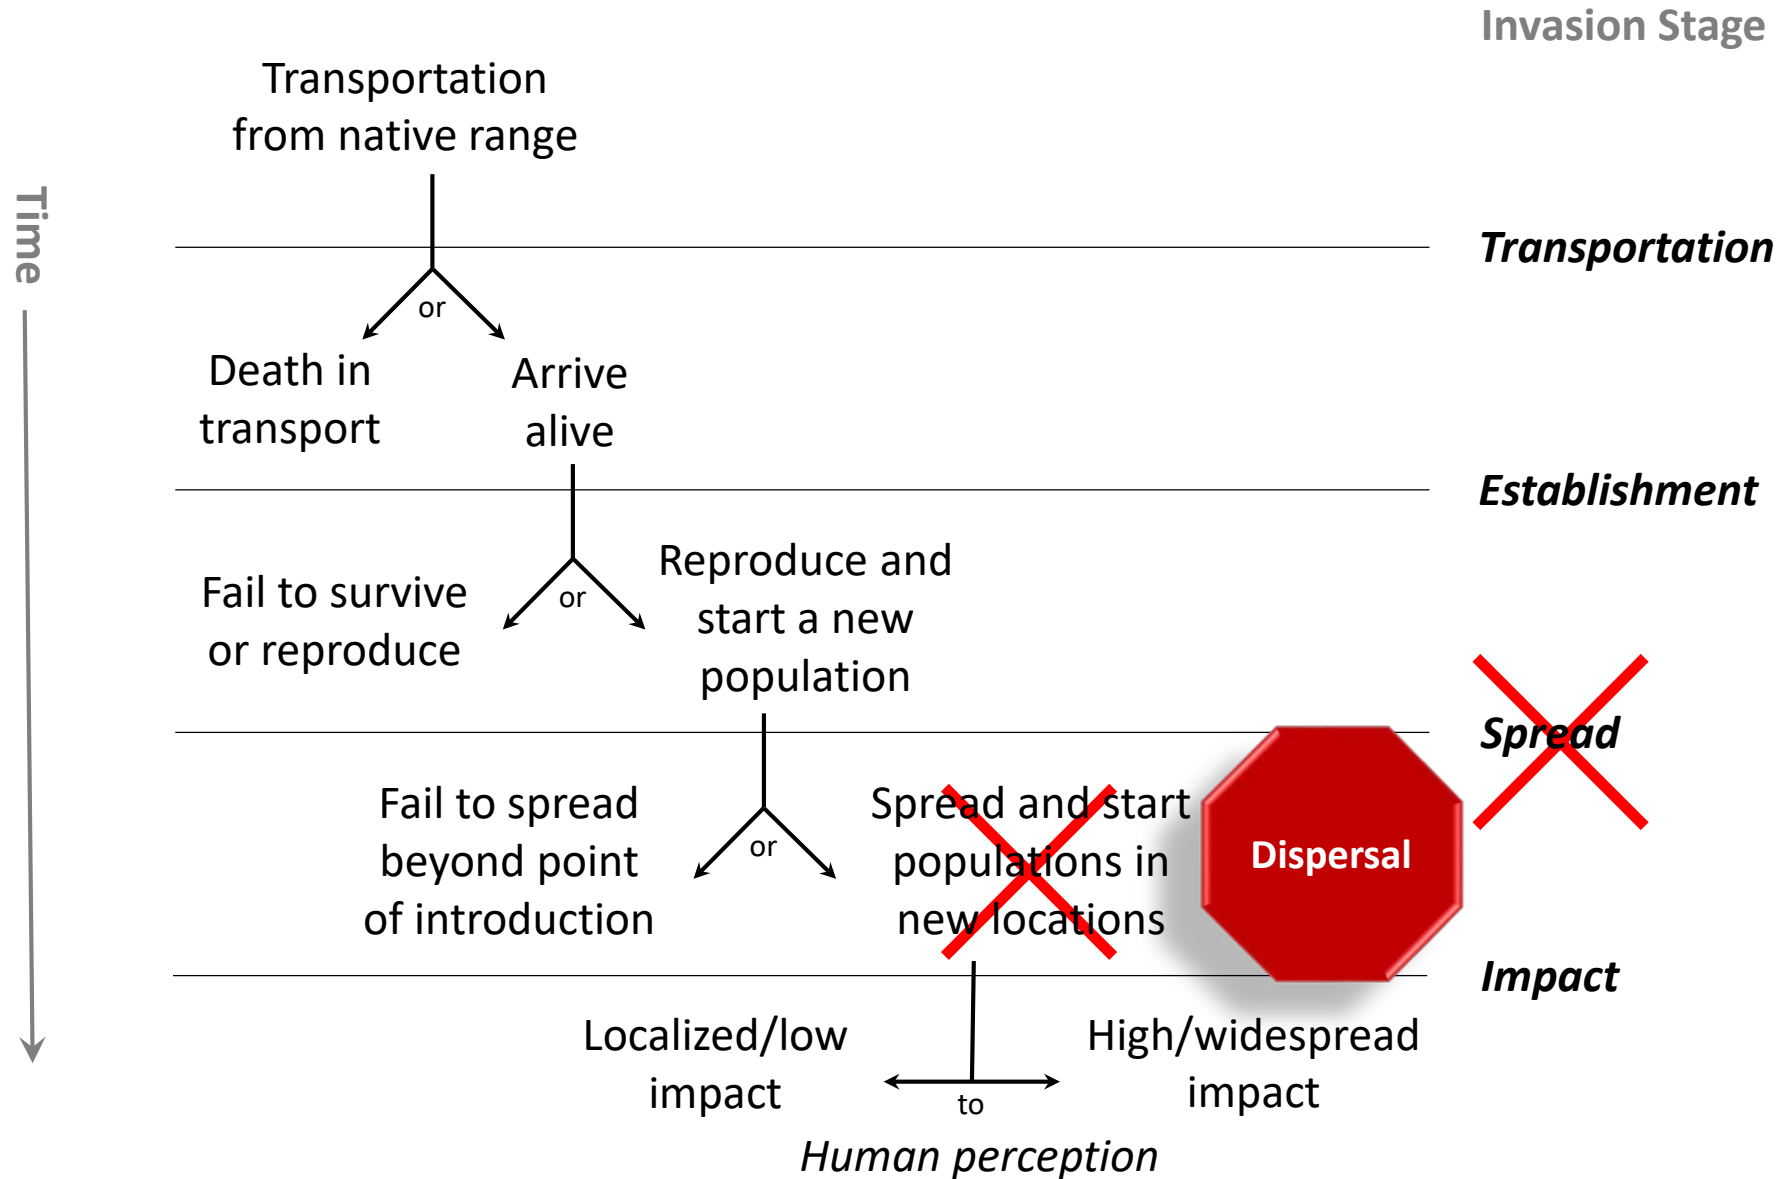 Invasion Stage
Transportation
from native range
Time
Transportation
or
Death in
transport
Arrive
alive
Establishment
Fail to survive
or reproduce
or
Reproduce and
start a new
population
Spread
Fail to spread
beyond point
of introduction
or
Spread and start
populations in
new locations
Dispersal
Impact
Localized/low
impact
to
High/widespread
impact
Human perception